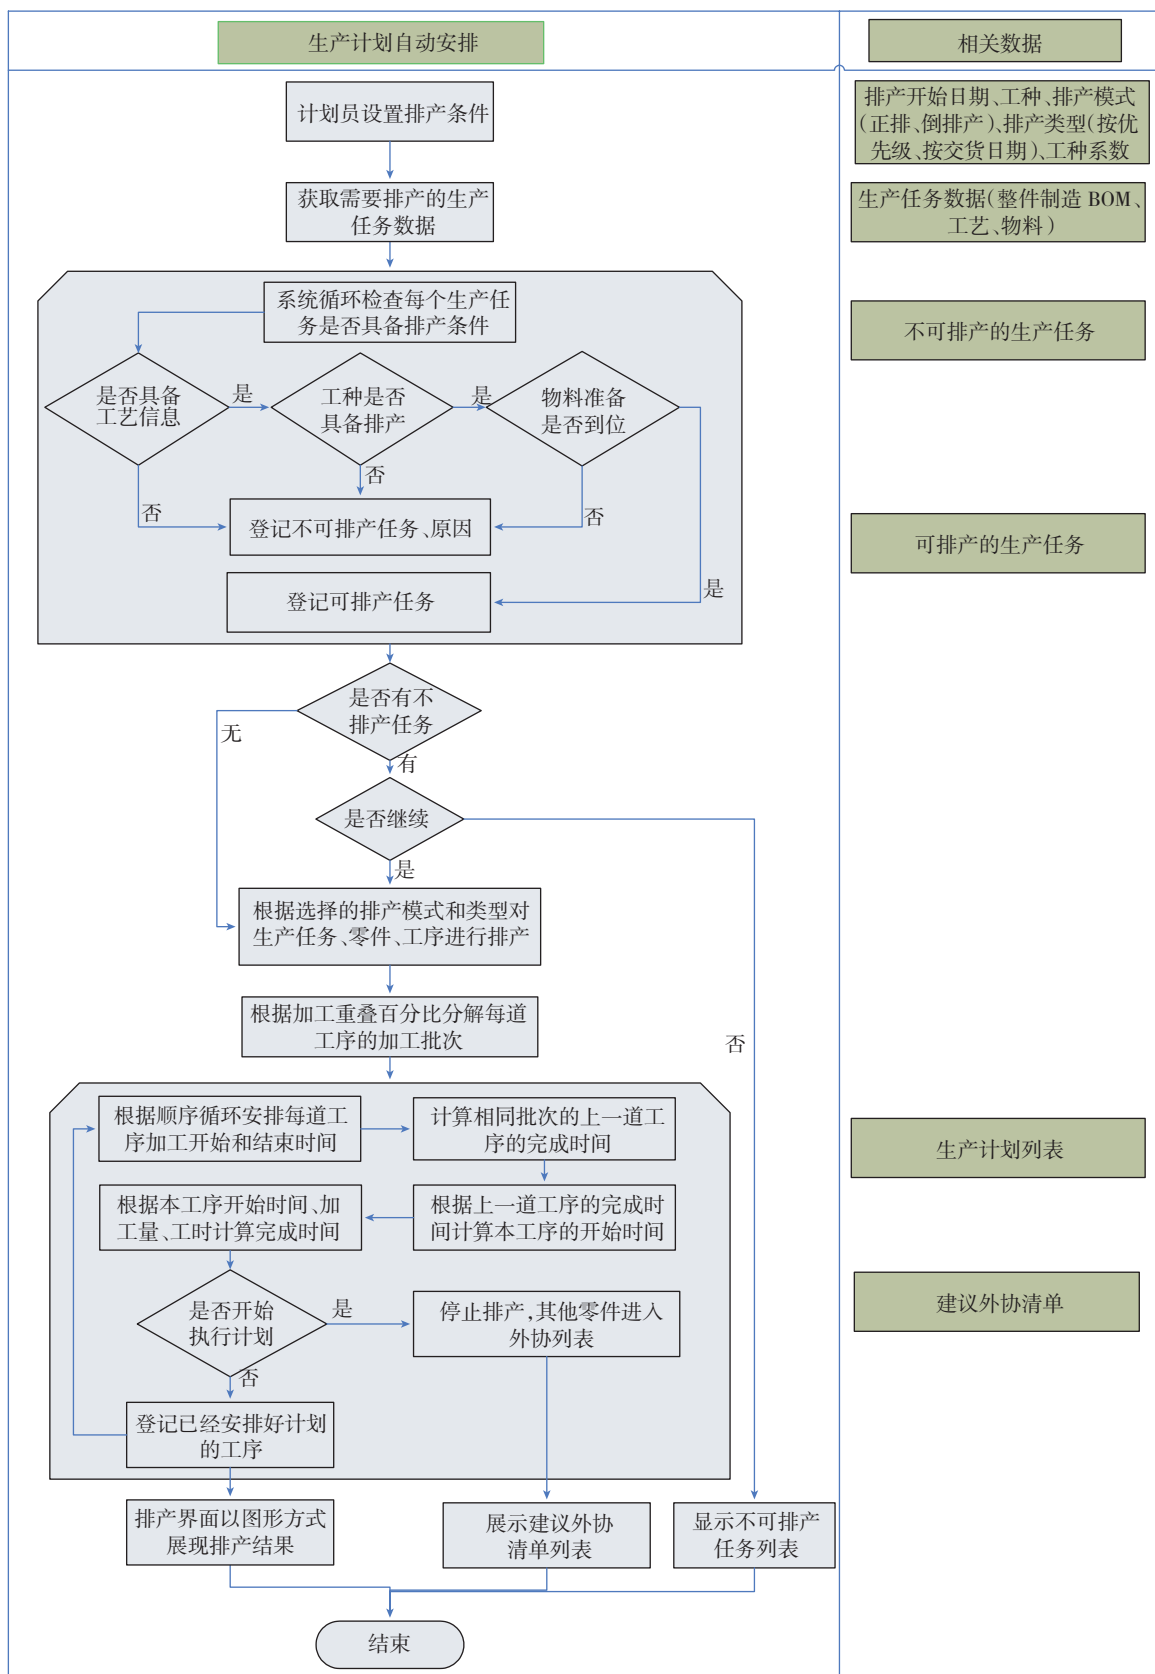 生产计划自动安排
相关数据
计划员设置排产条件
排产开始日期、工种、排产模式
(正排、倒排产)、排产类型(按优
先级、按交货日期)、工种系数
获取需要排产的生产
任务数据
生产任务数据(整件制造 BOM、
工艺、物料)
系统循环检查每个生产任
务是否具备排产条件
不可排产的生产任务
是否具备
工艺信息
是
工种是否
具备排产
是
物料准备
是否到位
否
否
否
登记不可排产任务、原因
可排产的生产任务
登记可排产任务
是
是否有不
排产任务
无
有
是否继续
是
根据选择的排产模式和类型对
生产任务、零件、工序进行排产
根据加工重叠百分比分解每道
工序的加工批次
否
根据顺序循环安排每道工
序加工开始和结束时间
计算相同批次的上一道工
序的完成时间
生产计划列表
根据本工序开始时间、加
工量、工时计算完成时间
根据上一道工序的完成时
间计算本工序的开始时间
是否开始
执行计划
是
停止排产,其他零件进入
外协列表
建议外协清单
否
登记已经安排好计划
的工序
排产界面以图形方式
展现排产结果
展示建议外协
清单列表
显示不可排产
任务列表
结束